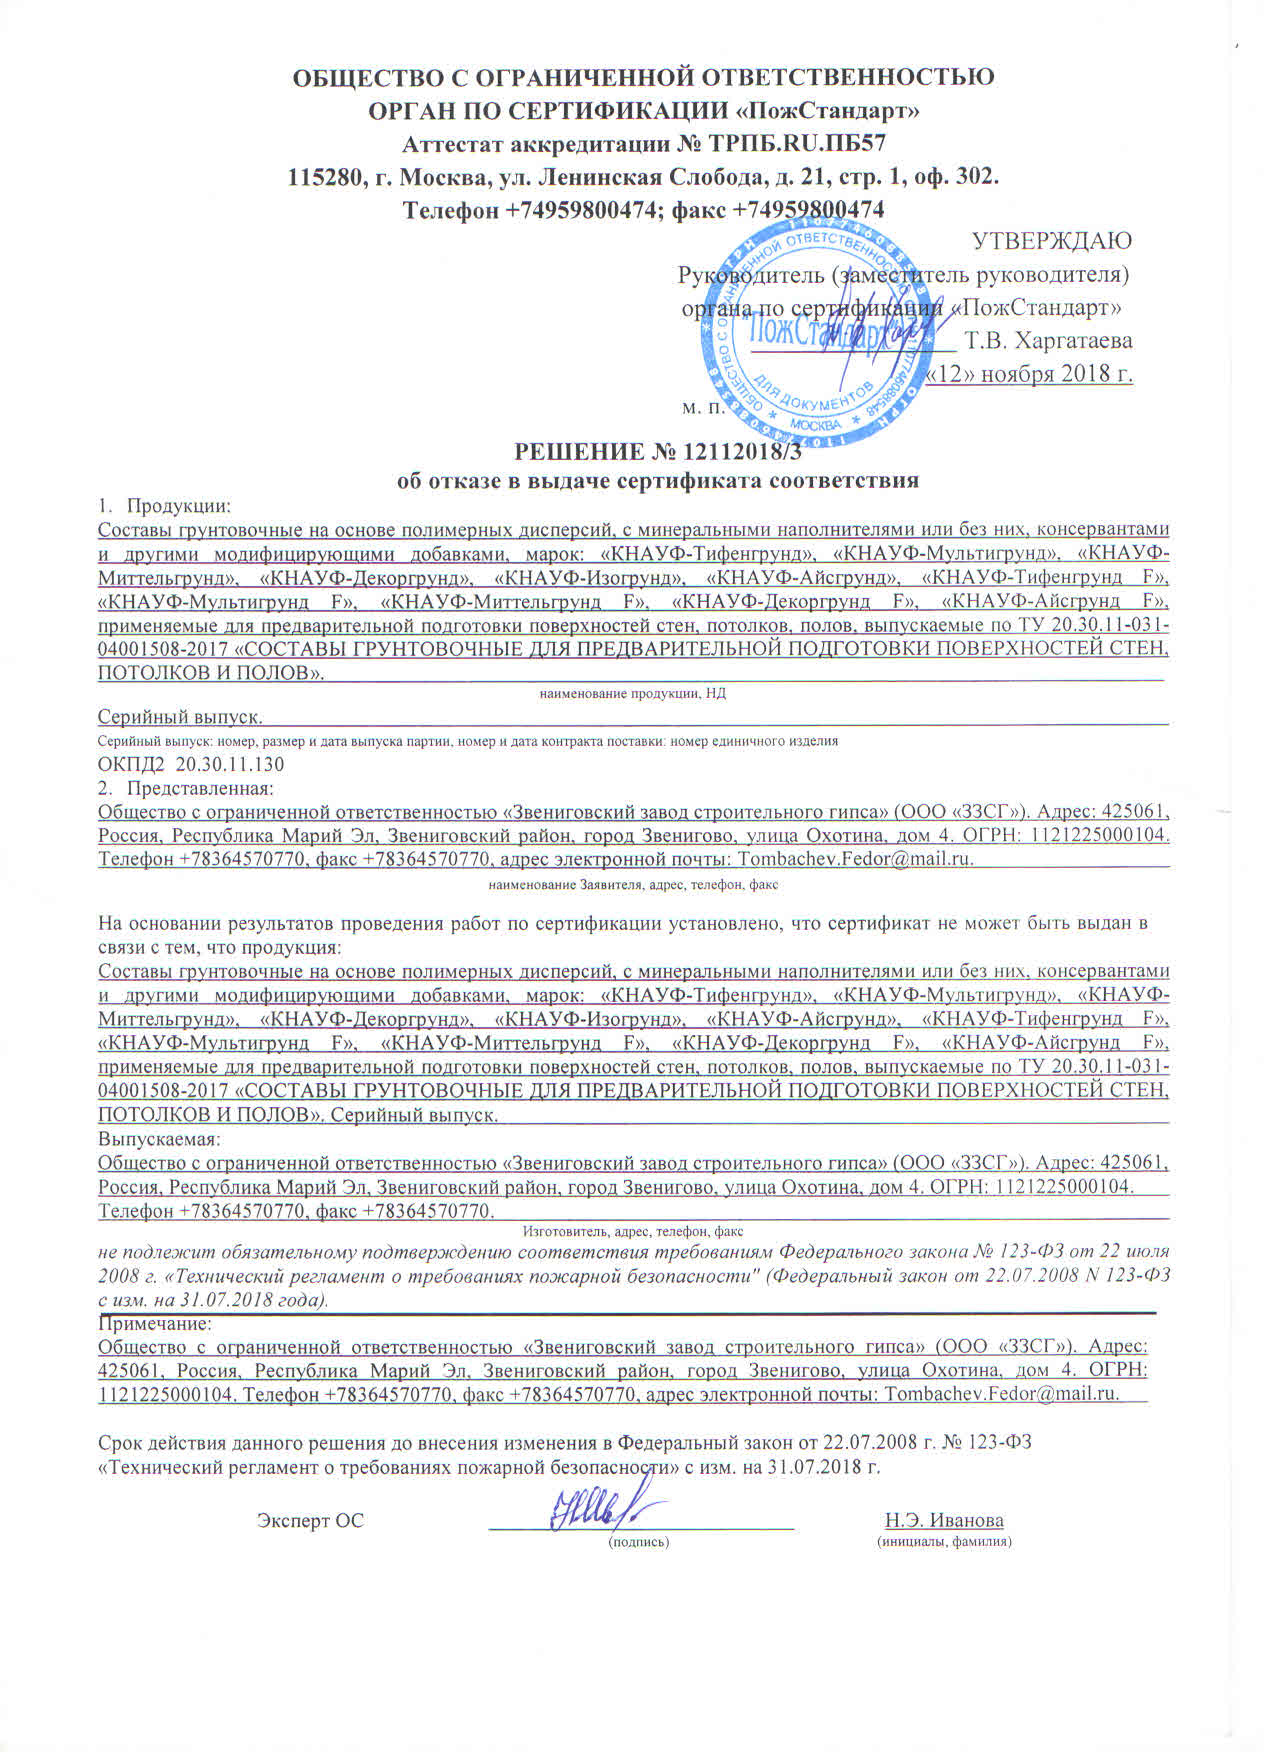 ОБЩЕСТВО С ОГРАНИЧЕННОЙ ОТВЕТСТВЕННОСТЬЮ
ОРГАН ПО СЕРТИФИКАЦИИ «ПожСтандарт»
Аттестат аккредитации № ТРПБ.RU.ПБ57
115280, г. Москва, ул. Ленинская Слобода, д. 21, стр. 1, оф. 302.
Телефон +74959800474; факс +74959800474
УТВЕРЖДАЮ
Руководитель (заместитель руководителя)
органа по сертификации «ПожСтандарт»
Т.В. Харгатаева
«12» ноября 2018 г.
м. п.
ОБЩЕСТВО С ОГРАНИЧЕННОЙ ОТВЕТСТВЕННОСТЬЮ
"ПожСтандарт"
ДЛЯ ДОКУМЕНТОВ
* МОСКВА *
РЕШЕНИЕ № 12112018/3
об отказе в выдаче сертификата соответствия
1. Продукции:
Составы грунтовочные на основе полимерных дисперсий, с минеральными наполнителями или без них, консервантами
и другими модифицирующими добавками, марок: «КНАУФ-Тифенгрунд», «КНАУФ-Мультигрунд», «КНАУФ-
Миттельгрунд», «КНАУФ-Декоргрунд», «КНАУФ-Изогрунд», «КНАУФ-Айсгрунд», «КНАУФ-Тифенгрунд F»,
«КНАУФ-Мультигрунд F», «КНАУФ-Миттельгрунд F», «КНАУФ-Декоргрунд F», «КНАУФ-Айсгрунд F»,
применяемые для предварительной подготовки поверхностей стен, потолков, полов, выпускаемые по ТУ 20.30.11-031-
04001508-2017 «СОСТАВЫ ГРУНТОВОЧНЫЕ ДЛЯ ПРЕДВАРИТЕЛЬНОЙ ПОДГОТОВКИ ПОВЕРХНОСТЕЙ СТЕН,
ПОТОЛКОВ И ПОЛОВ».
наименование продукции, НД
Серийный выпуск.
Серийный выпуск: номер, размер и дата выпуска партии, номер и дата контракта поставки: номер единичного изделия
ОКПД2 20.30.11.130
2. Представленная:
Общество с ограниченной ответственностью «Звениговский завод строительного гипса» (ООО «ЗЗСГ»). Адрес: 425061,
Россия, Республика Марий Эл, Звениговский район, город Звенигово, улица Охотина, дом 4. ОГРН: 1121225000104.
Телефон +78364570770, факс +78364570770, адрес электронной почты: Tombachev.Fedor@mail.ru.
наименование Заявителя, адрес, телефон, факс
На основании результатов проведения работ по сертификации установлено, что сертификат не может быть выдан в
связи с тем, что продукция:
Составы грунтовочные на основе полимерных дисперсий, с минеральными наполнителями или без них, консервантами
и другими модифицирующими добавками, марок: «КНАУФ-Тифенгрунд», «КНАУФ-Мультигрунд», «КНАУФ-
Миттельгрунд», «КНАУФ-Декоргрунд», «КНАУФ-Изогрунд», «КНАУФ-Айсгрунд», «КНАУФ-Тифенгрунд F»,
«КНАУФ-Мультигрунд F», «КНАУФ-Миттельгрунд F», «КНАУФ-Декоргрунд F», «КНАУФ-Айсгрунд F»,
применяемые для предварительной подготовки поверхностей стен, потолков, полов, выпускаемые по ТУ 20.30.11-031-
04001508-2017 «СОСТАВЫ ГРУНТОВОЧНЫЕ ДЛЯ ПРЕДВАРИТЕЛЬНОЙ ПОДГОТОВКИ ПОВЕРХНОСТЕЙ СТЕН,
ПОТОЛКОВ И ПОЛОВ». Серийный выпуск.
Выпускаемая:
Общество с ограниченной ответственностью «Звениговский завод строительного гипса» (ООО «ЗЗСГ»). Адрес: 425061,
Россия, Республика Марий Эл, Звениговский район, город Звенигово, улица Охотина, дом 4. ОГРН: 1121225000104.
Телефон +78364570770, факс +78364570770.
Изготовитель, адрес, телефон, факс
не подлежит обязательному подтверждению соответствия требованиям Федерального закона № 123-ФЗ от 22 июля
2008 г. «Технический регламент о требованиях пожарной безопасности" (Федеральный закон от 22.07.2008 N 123-ФЗ
с изм. на 31.07.2018 года).
Примечание:
Общество с ограниченной ответственностью «Звениговский завод строительного гипса» (ООО «ЗЗСГ»). Адрес:
425061, Россия, Республика Марий Эл, Звениговский район, город Звенигово, улица Охотина, дом 4. ОГРН:
1121225000104. Телефон +78364570770, факс +78364570770, адрес электронной почты: Tombachev.Fedor@mail.ru.
Срок действия данного решения до внесения изменения в Федеральный закон от 22.07.2008 г. № 123-ФЗ
«Технический регламент о требованиях пожарной безопасности» с изм. на 31.07.2018 г.
Эксперт ОС
Н.Э. Иванова
(подпись)
(инициалы, фамилия)